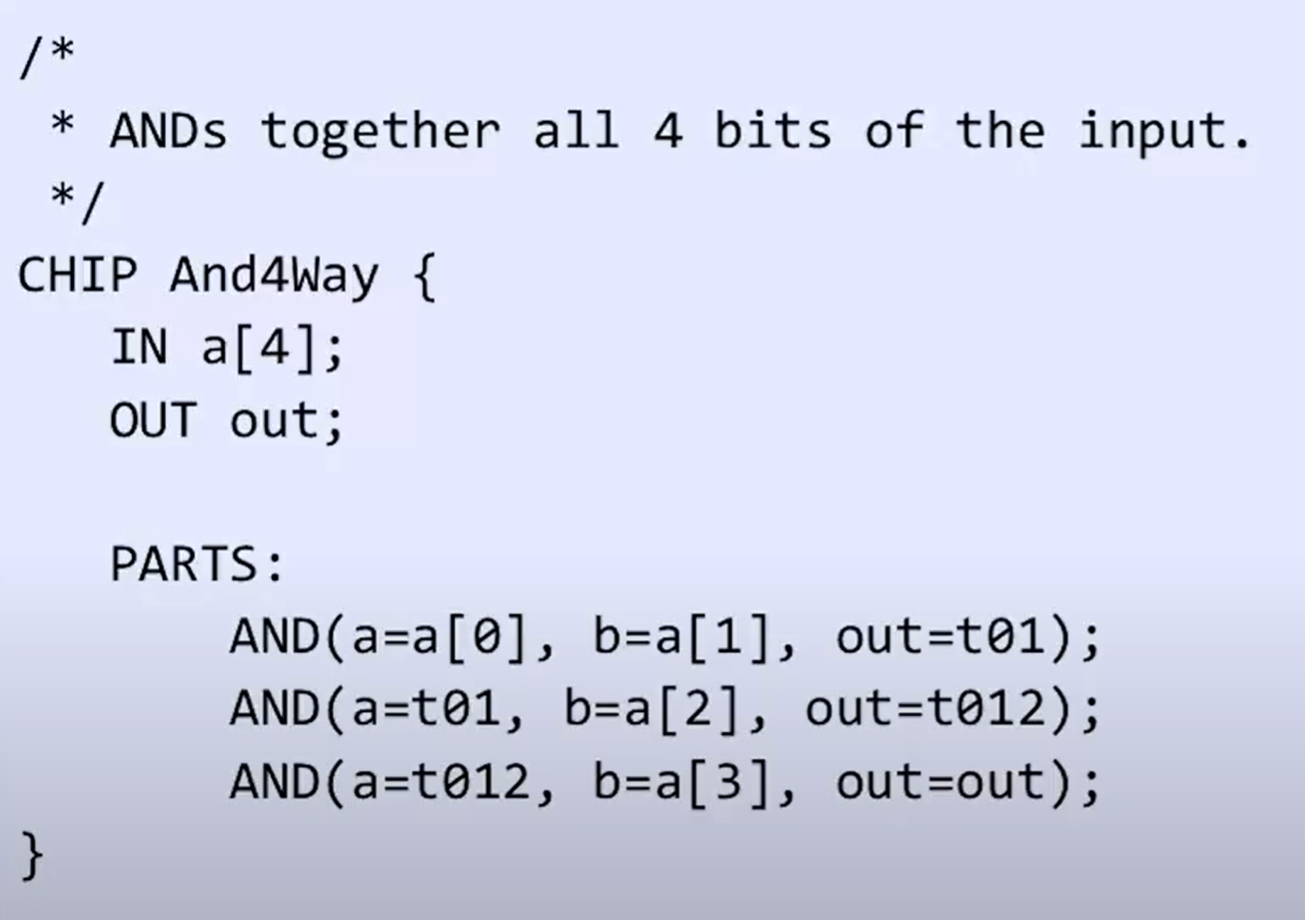 /*
 * ANDs together all 4 bits of the input.
 */
CHIP And4Way {
   IN a[4];
   OUT out;

   PARTS:
       AND(a=a[0], b=a[1], out=t01);
       AND(a=t01, b=a[2], out=t012);
       AND(a=t012, b=a[3], out=out);
}